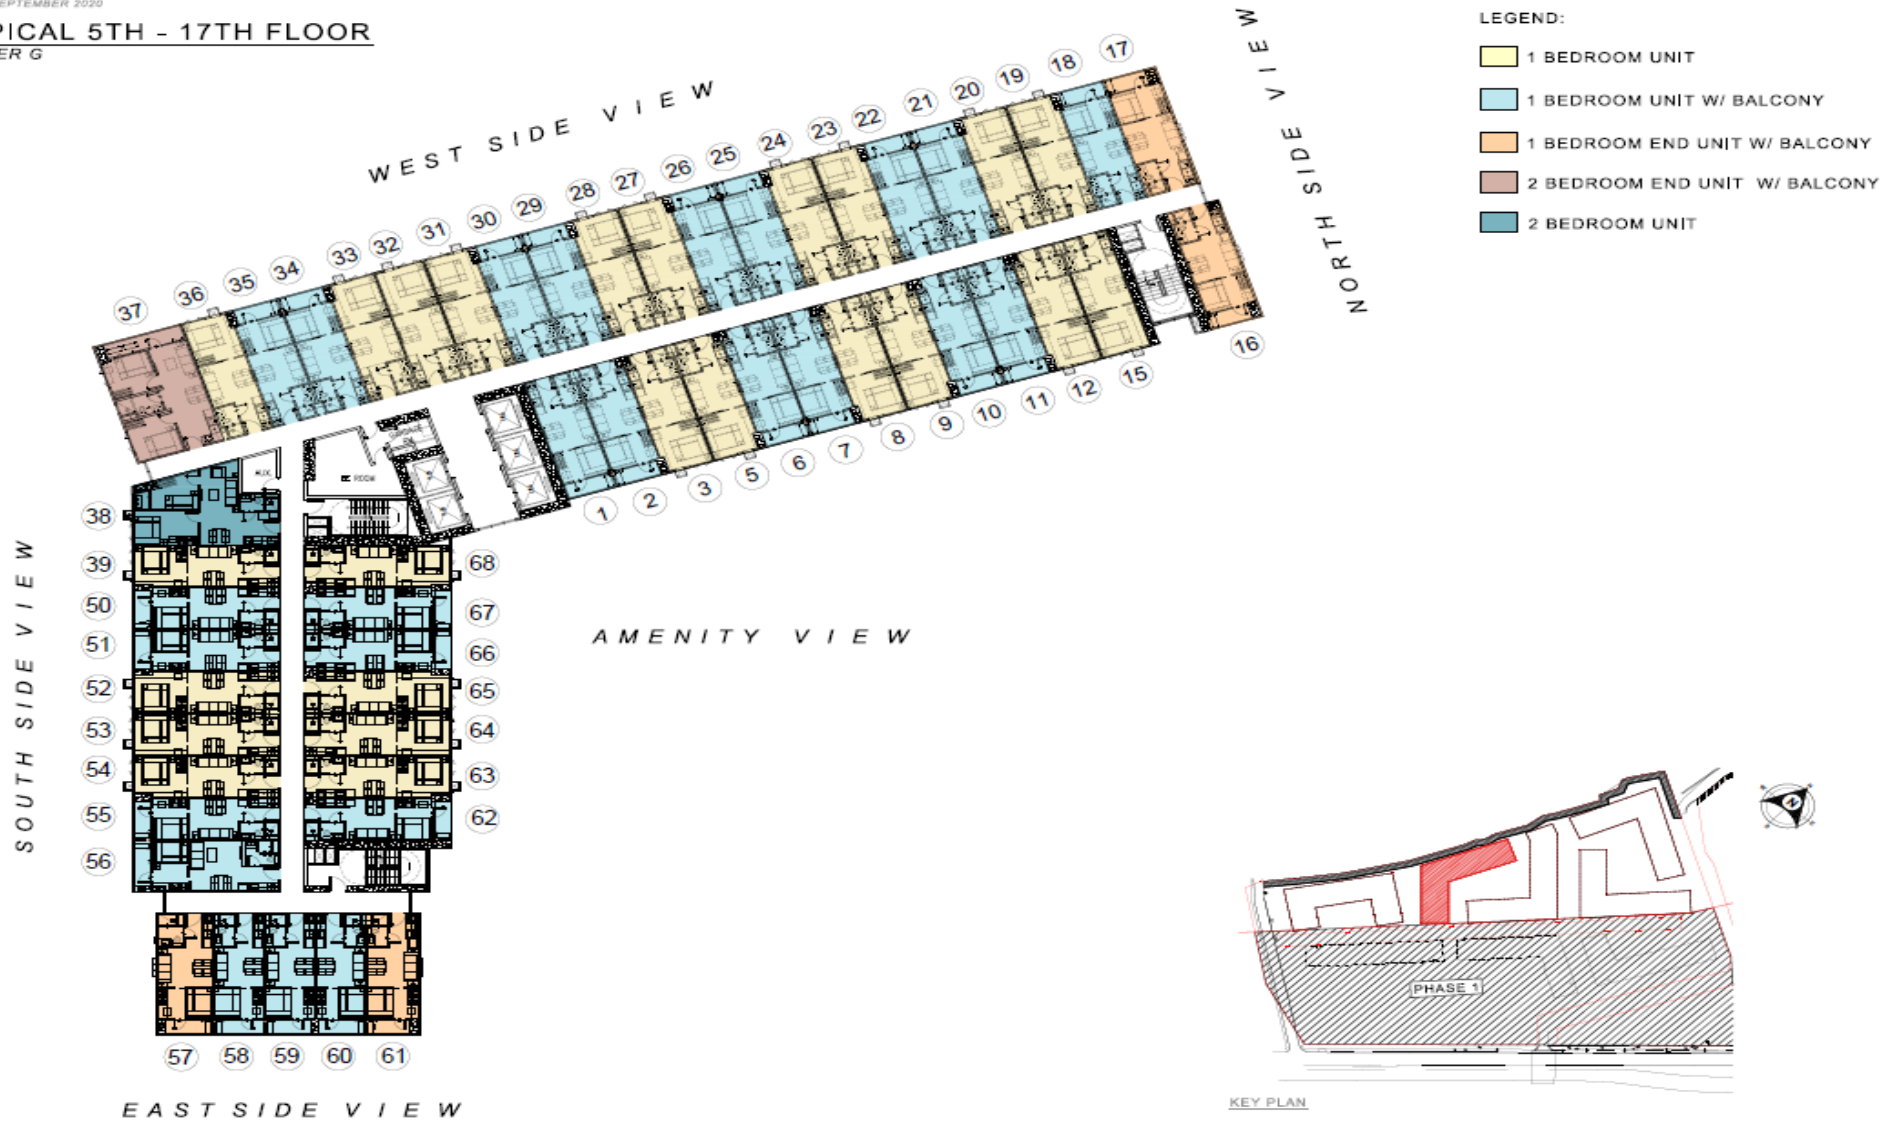 SEPTEMBER 2020
PICAL 5TH - 17TH FLOOR
ER G
LEGEND:
1 BEDROOM UNIT
1 BEDROOM UNIT W/ BALCONY
1 BEDROOM END UNIT W/ BALCONY
2 BEDROOM END UNIT W/ BALCONY
2 BEDROOM UNIT
WEST SIDE VIEW
NORTH SIDE VIEW
37 36 35 34 33 32 31 30 29 28 27 26 25 24 23 22 21 20 19 18 17
16
1 2 3 5 6 7 8 9 10 11 12 15
AUX.
ROOM
SOUTH SIDE VIEW
38
39 68
50 67
51 66
52 65
53 64
54 63
55 62
56
AMENITY VIEW
57 58 59 60 61
EAST SIDE VIEW
N
PHASE 1
KEY PLAN